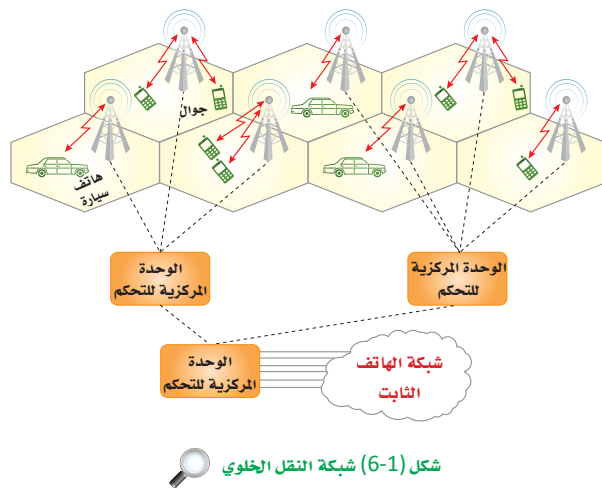 جوال
هاتف
سيارة
الوحدة
المركزية للتحكم
الوحدة المركزية
للتحكم
الوحدة
المركزية للتحكم
شبكة الهاتف
الثابت
شكل (1-6) شبكة النقل الخلوي